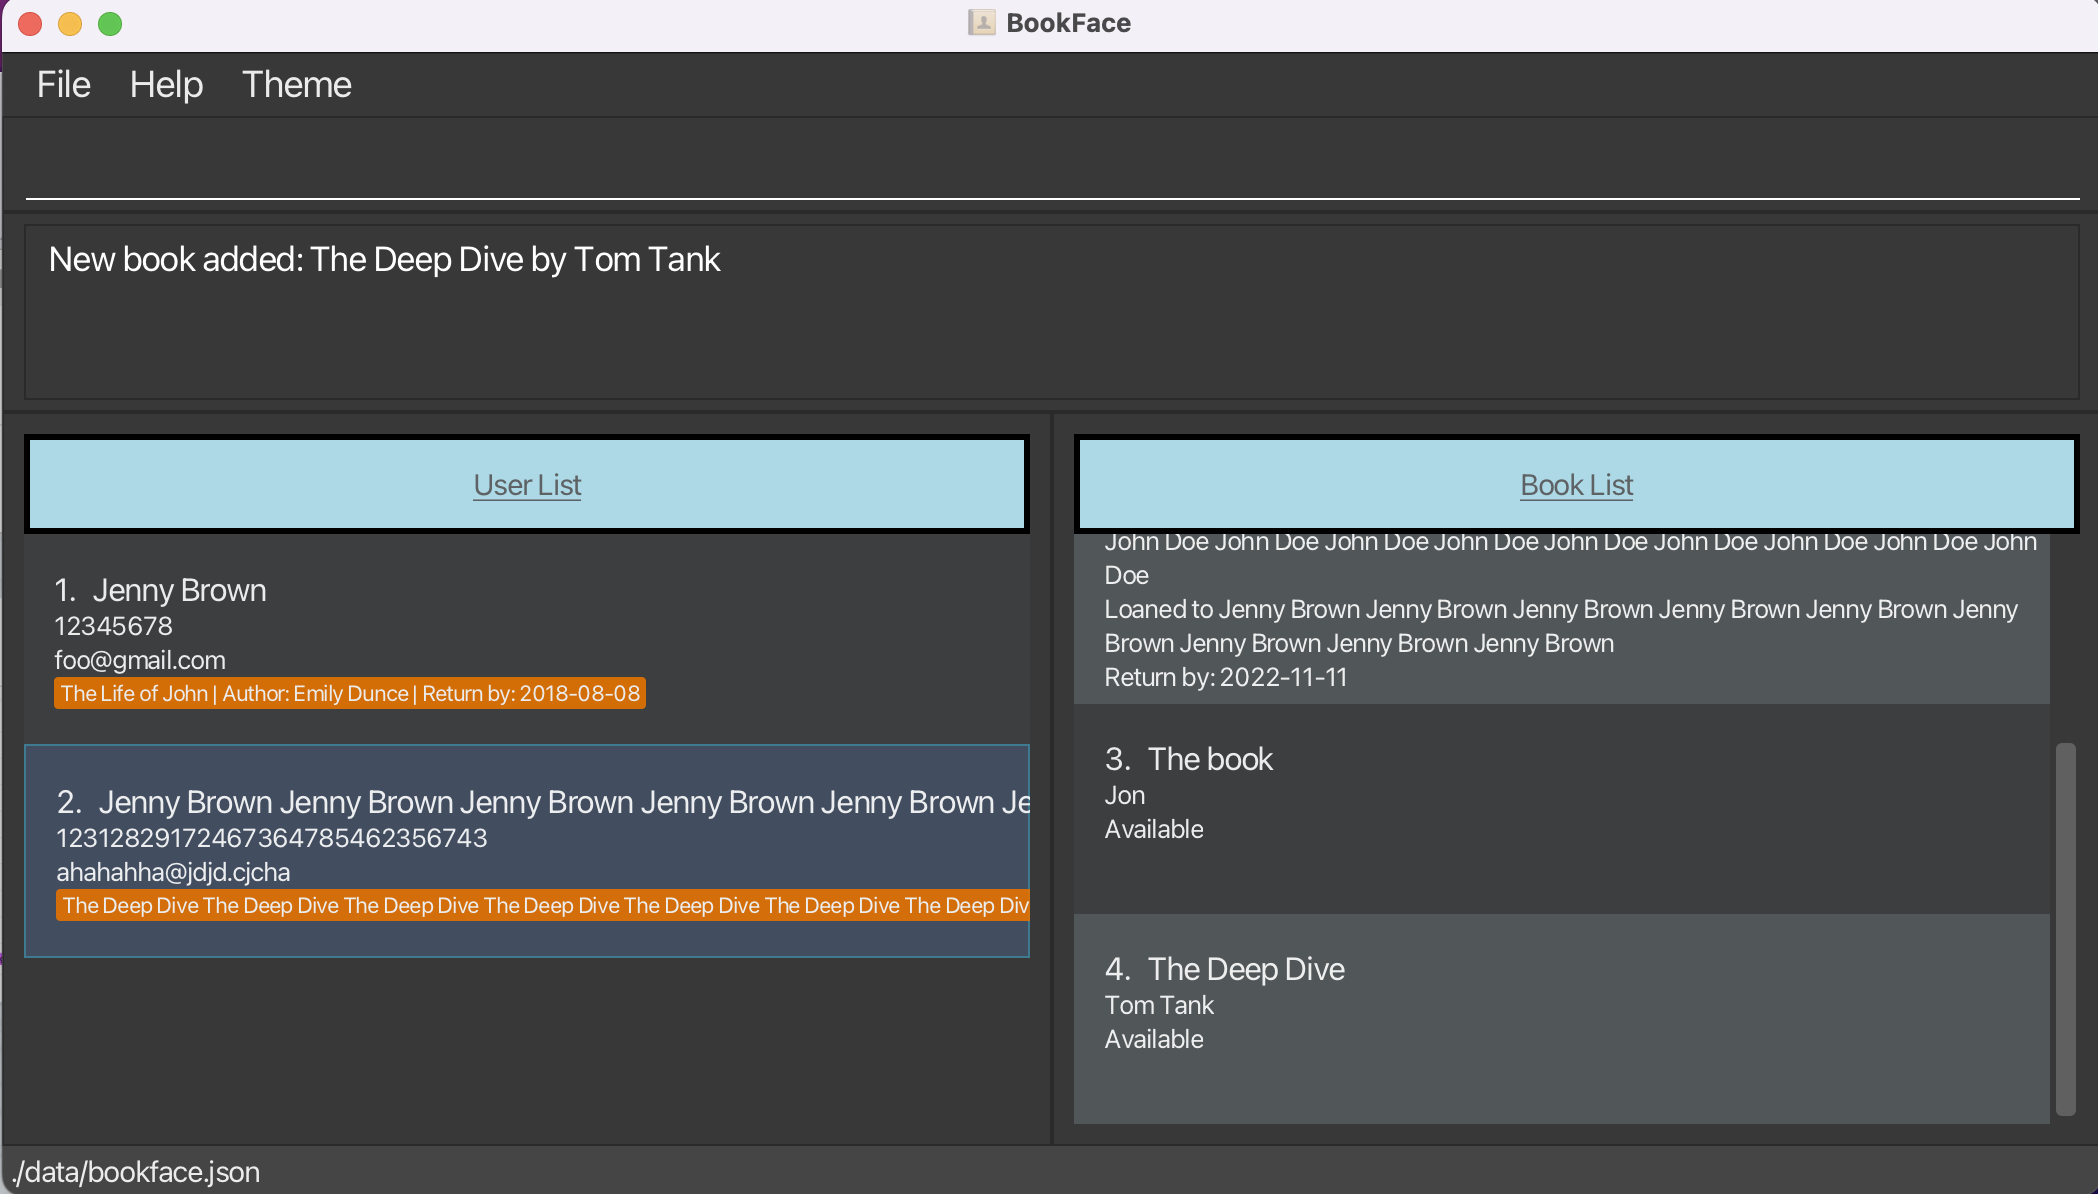 BookFace
File Help Theme
New book added: The Deep Dive by Tom Tank
User List
1. Jenny Brown
12345678
foo@gmail.com
The Life of John | Author: Emily Dunce | Return by: 2018-08-08
2. Jenny Brown Jenny Brown Jenny Brown Jenny Brown Jenny Brown Je
123128291724673647854623567​43
ahahahha@jdjd.cjcha
The Deep Dive The Deep Dive The Deep Dive The Deep Dive The Deep Dive The Deep Dive The Deep Div
Book List
John Doe John Doe John Doe John Doe John Doe John Doe John Doe John Doe John
Doe
Loaned to Jenny Brown Jenny Brown Jenny Brown Jenny Brown Jenny Brown Jenny
Brown Jenny Brown Jenny Brown Jenny Brown
Return by: 2022-11-11
3. The book
Jon
Available
4. The Deep Dive
Tom Tank
Available
./data/bookface.json